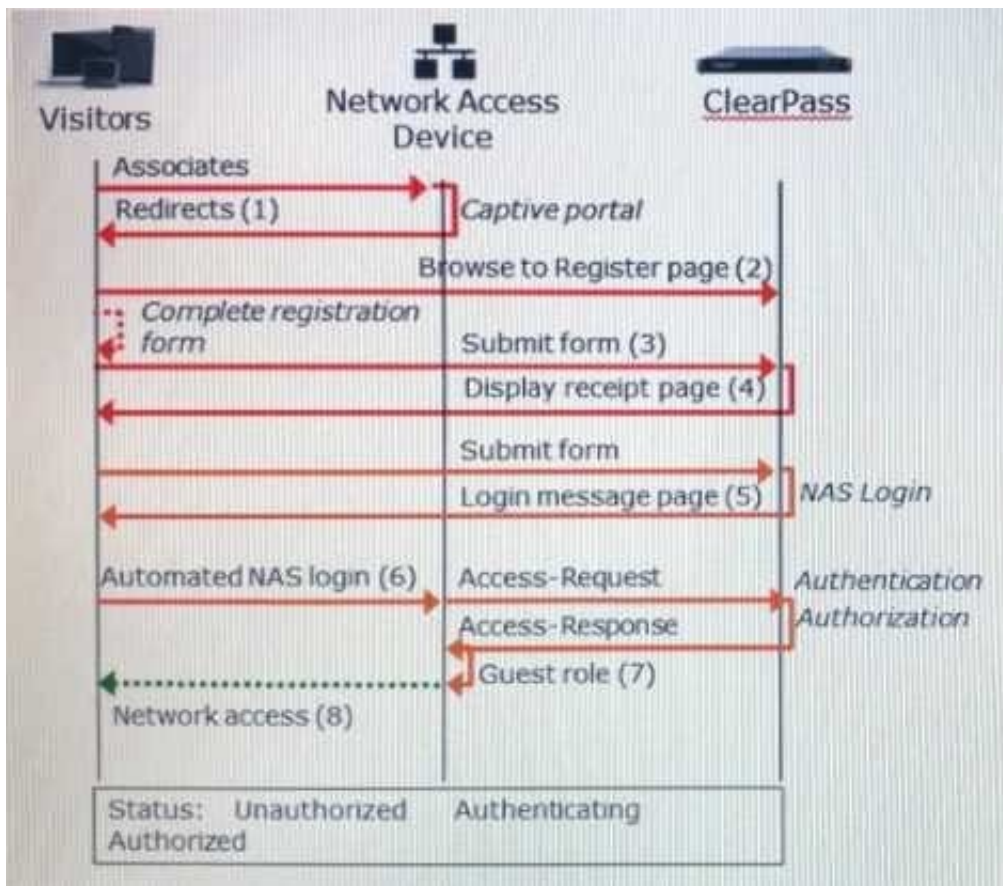 Visitors
Network Access
Device
ClearPass
Associates
Redirects (1)
Captive portal
Browse to Register page (2)
Complete registration
form
Submit form (3)
Display receipt page (4)
Submit form
Login message page (5)
NAS Login
Automated NAS login (6)
Access-Request
Authentication
Authorization
Access-Response
Guest role (7)
Network access (8)
Status: Unauthorized Authenticating
Authorized